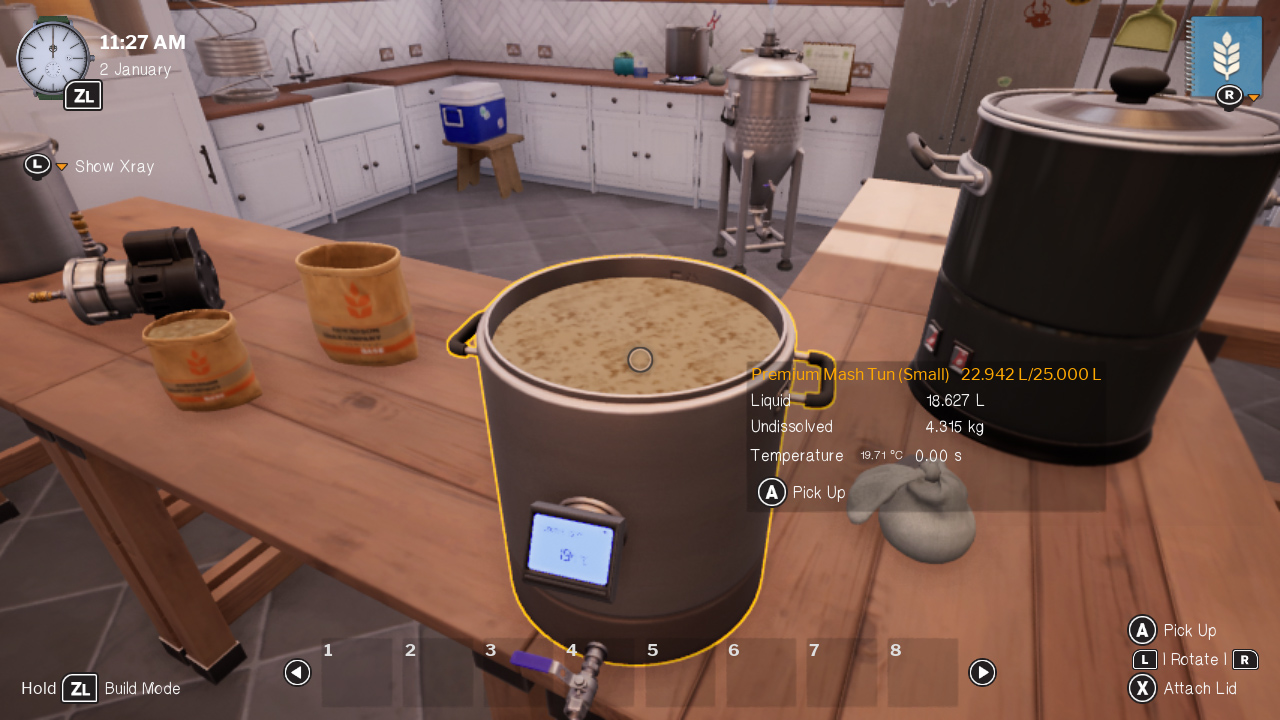 11:27 AM
2 January
ZL
R
L Show Xray
Premium Mash Tun (Small) 22.942 L/25.000 L
Liquid 18.627 L
Undissolved 4.315 kg
Temperature 19.71 °C 0.00 s
A Pick Up
1 2 3 4 5 6 7 8
A Pick Up
L | Rotate | R
X Attach Lid
Hold ZL Build Mode